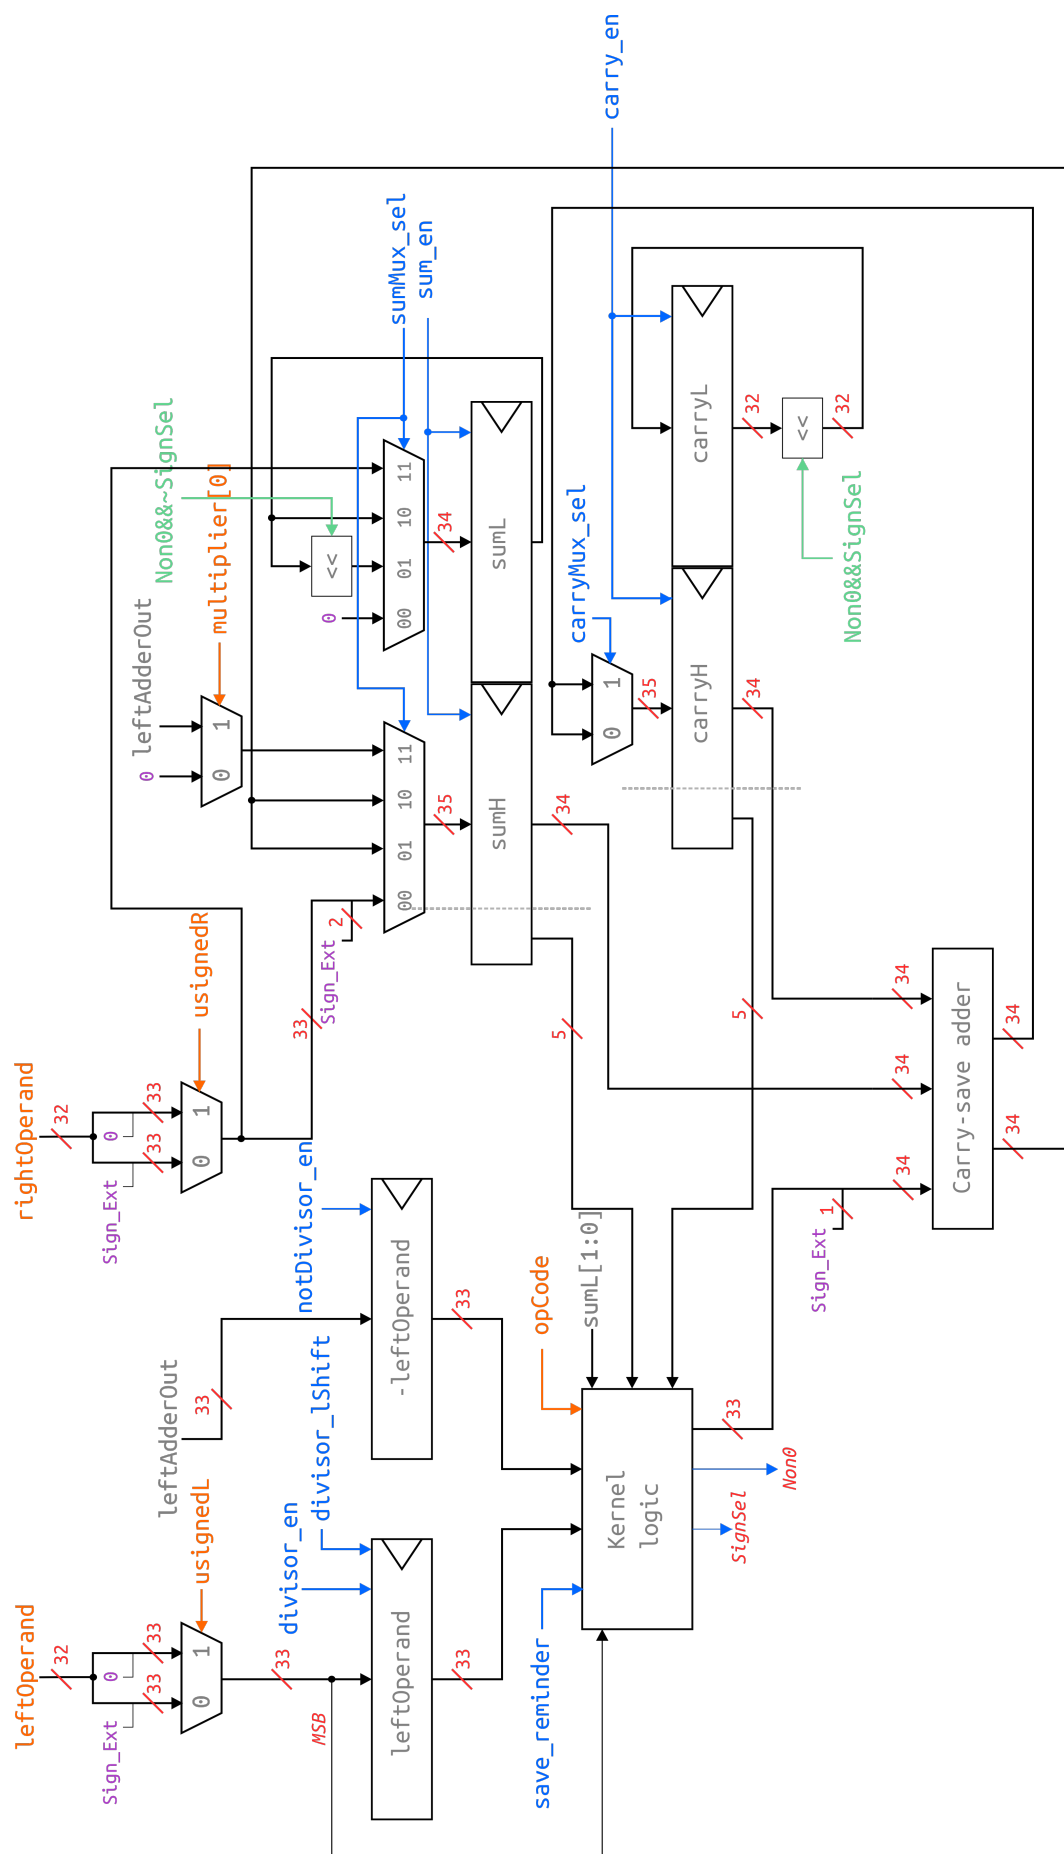 carry_en
sumMux_sel
sum_en
Non0&&~SignSel
multiplier[0]
leftAdderOut
0
1
0
<<
0
11
10
01
00
34
sumL
11
10
01
00
35
sumH
34
5
2
Sign_Ext
33
carryMux_sel
1
0
35
carryL
32
<<
32
Non0&&SignSel
carryH
34
5
rightOperand
32
0
33
33
Sign_Ext
usignedR
1
0
notDivisor_en
-leftOperand
33
leftAdderOut
33
leftOperand
32
0
33
33
Sign_Ext
usignedL
1
0
33
MSB
divisor_en
divisor_lShift
leftOperand
33
save_reminder
opCode
sumL[1:0]
Kernel
logic
33
Non0
SignSel
Sign_Ext
1
34
34
34
Carry-save adder
34
34